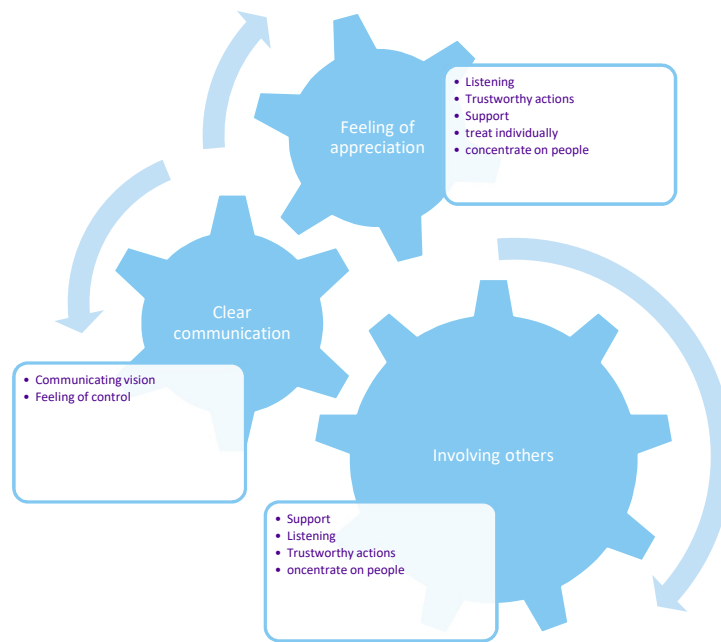 Feeling of
appreciation
• Listening
• Trustworthy actions
• Support
• treat individually
• concentrate on people
Clear
communication
• Communicating vision
• Feeling of control
Involving others
• Support
• Listening
• Trustworthy actions
• oncentrate on people